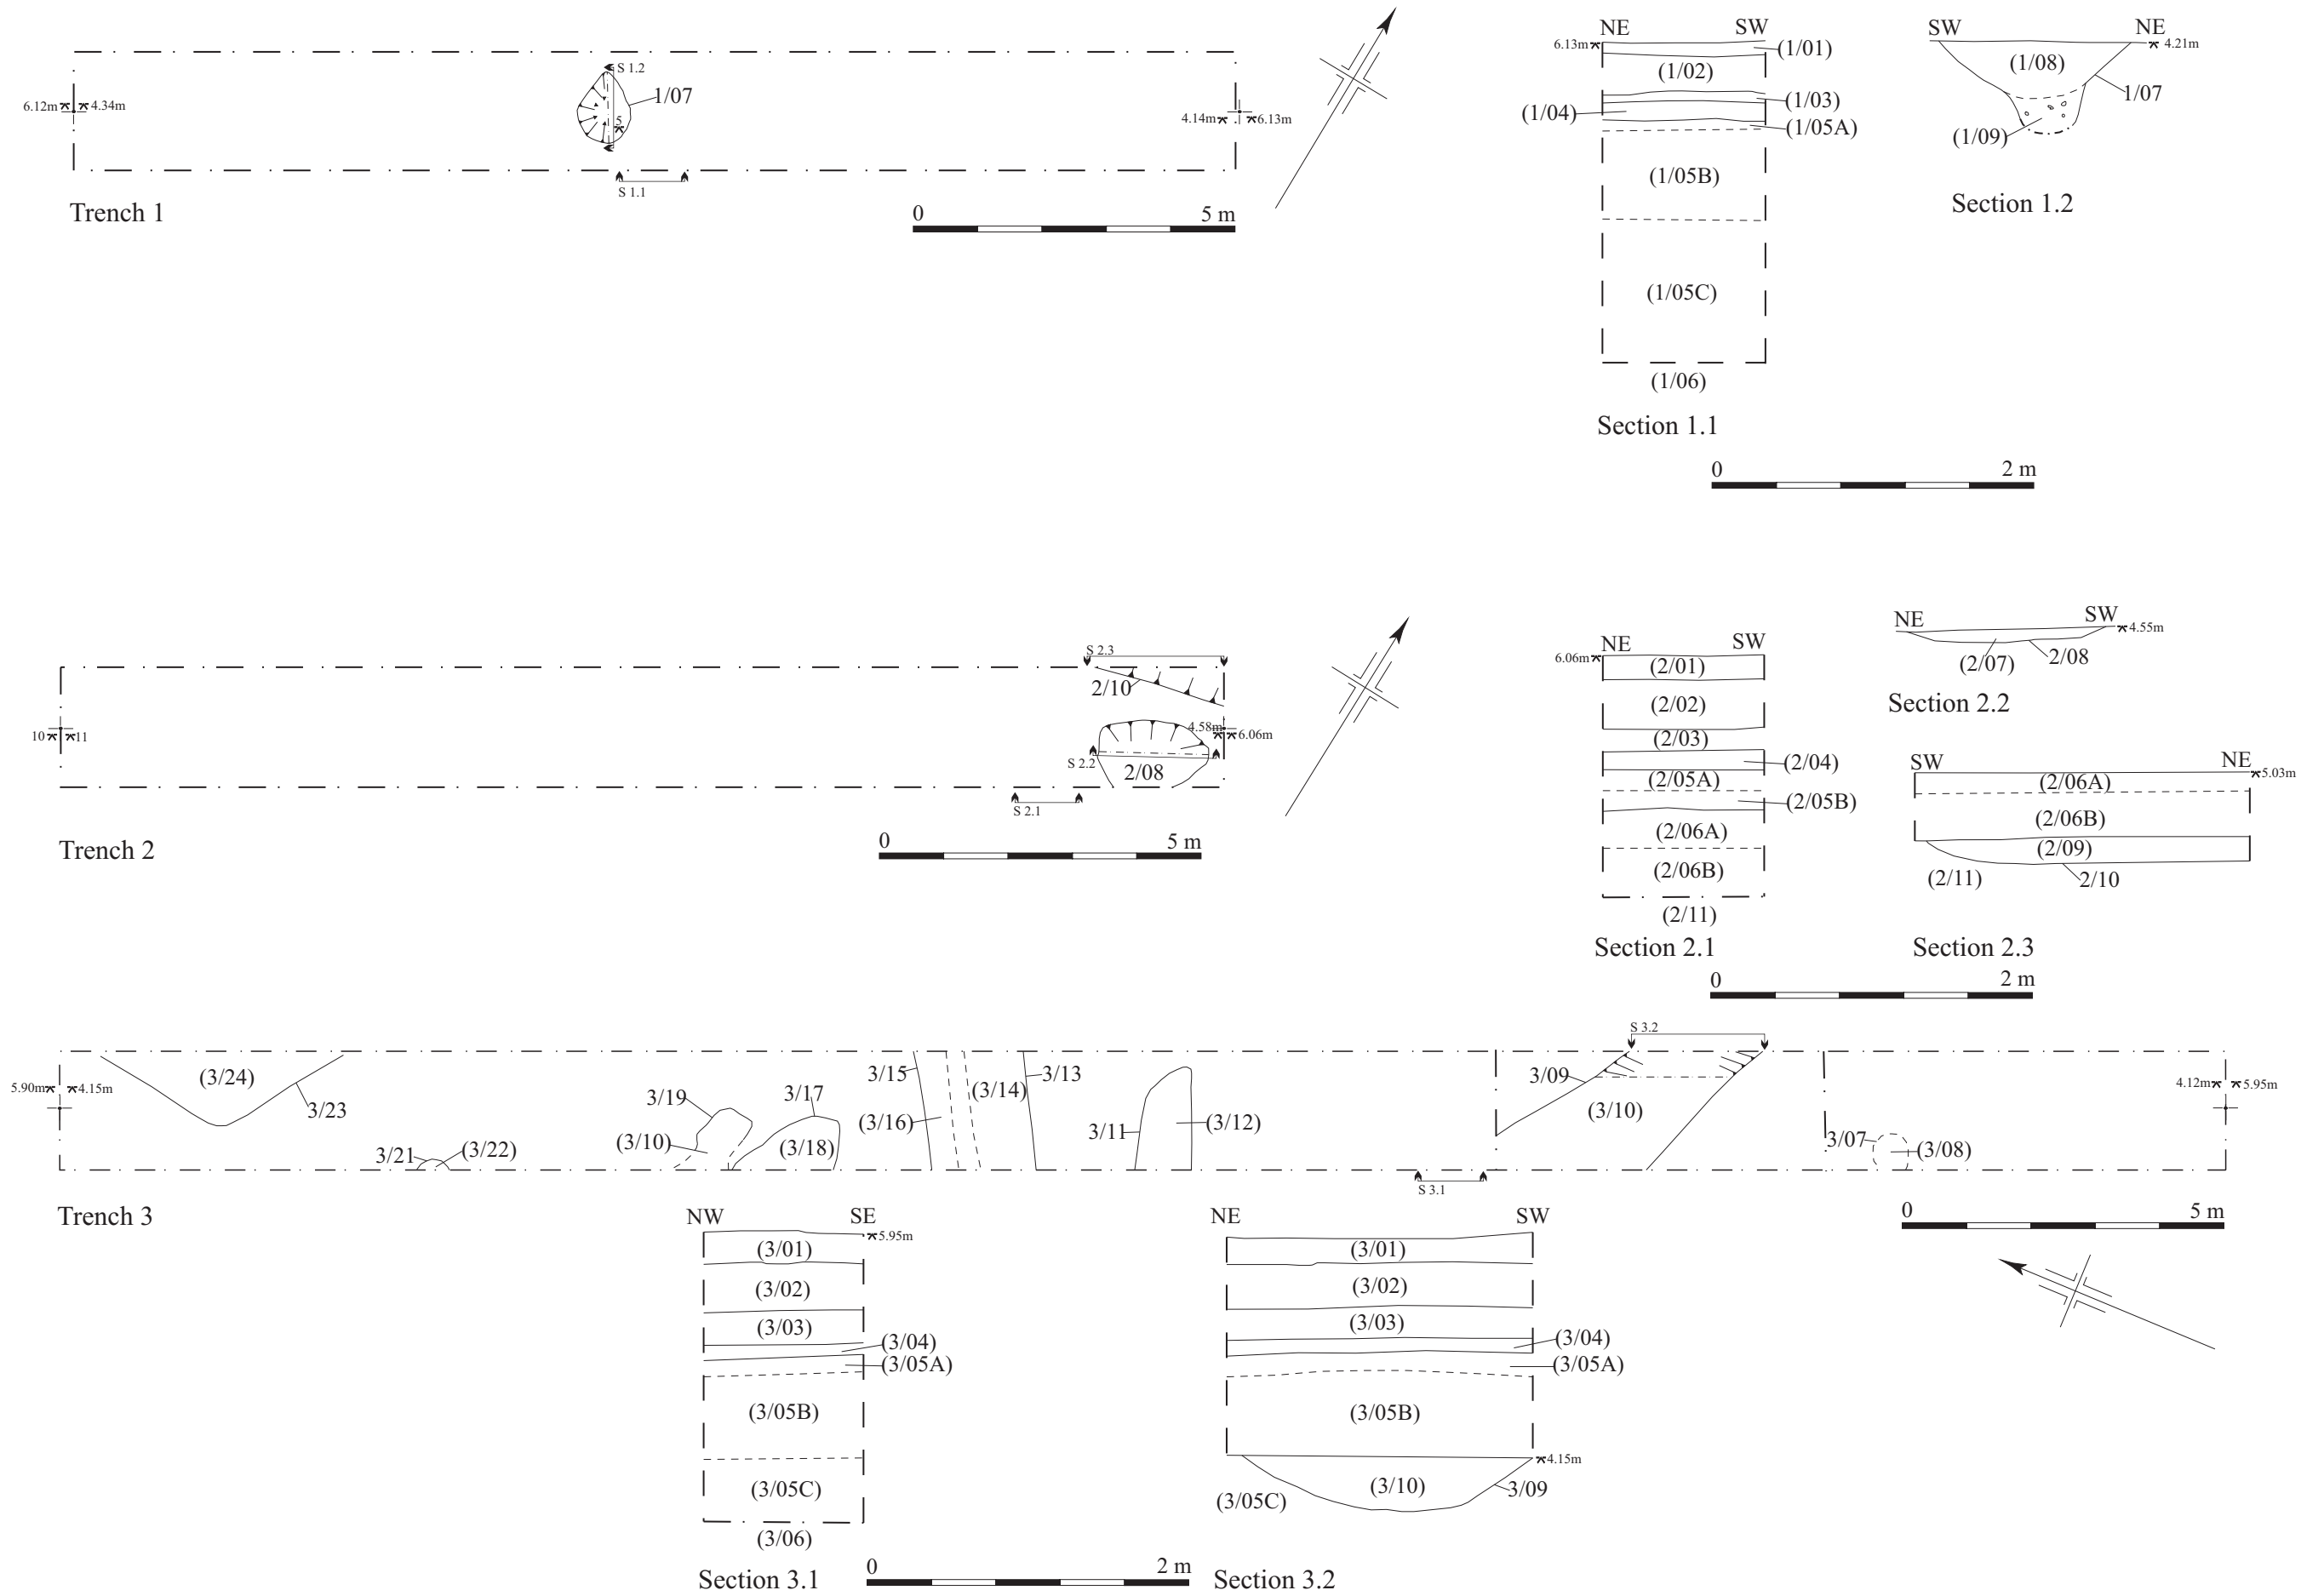 S 1.2
1/07
6.12m 4.34m
4.14m 6.13m
5
S 1.1
Trench 1
0 5 m
NE SW
6.13m
(1/01)
(1/02)
(1/03)
(1/04)
(1/05A)
(1/05B)
(1/05C)
(1/06)
Section 1.1
SW NE
4.21m
(1/08)
1/07
(1/09)
Section 1.2
0 2 m
S 2.3
2/10
10 11
4.58m 6.06m
S 2.2
2/08
S 2.1
Trench 2
0 5 m
NE SW
6.06m
(2/01)
(2/02)
(2/03)
(2/04)
(2/05A)
(2/05B)
(2/06A)
(2/06B)
(2/11)
Section 2.1
NE SW
4.55m
(2/07) 2/08
Section 2.2
SW NE
5.03m
(2/06A)
(2/06B)
(2/09)
(2/11) 2/10
Section 2.3
0 2 m
S 3.2
5.90m 4.15m
(3/24)
3/23
3/21 (3/22)
3/19
(3/10)
3/17
(3/18)
3/15
(3/16)
(3/14)
3/13
3/11
(3/12)
3/09
(3/10)
3/07
(3/08)
4.12m 5.95m
S 3.1
Trench 3
0 5 m
NW SE
5.95m
(3/01)
(3/02)
(3/03)
(3/04)
(3/05A)
(3/05B)
(3/05C)
(3/06)
Section 3.1
0 2 m
NE SW
(3/01)
(3/02)
(3/03)
(3/04)
(3/05A)
(3/05B)
4.15m
(3/10)
3/09
(3/05C)
Section 3.2